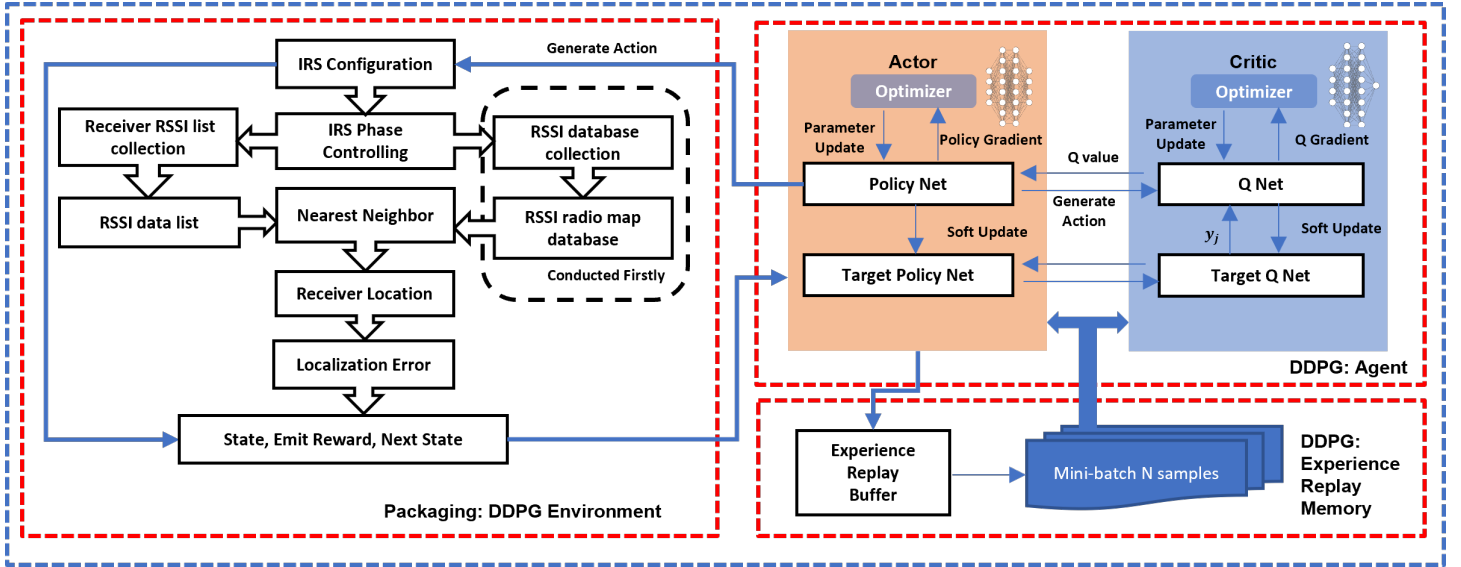 Generate Action
IRS Configuration
Receiver RSSI list
collection
IRS Phase
Controlling
RSSI database
collection
RSSI data list
Nearest Neighbor
RSSI radio map
database
Conducted Firstly
Receiver Location
Localization Error
State, Emit Reward, Next State
Packaging: DDPG Environment
Actor
Optimizer
Parameter
Update
Policy Gradient
Policy Net
Soft Update
Target Policy Net
Q value
Generate
Action
Critic
Optimizer
Parameter
Update
Q Gradient
Q Net
y_j
Soft Update
Target Q Net
DDPG: Agent
Experience
Replay
Buffer
Mini-batch N samples
DDPG:
Experience
Replay
Memory